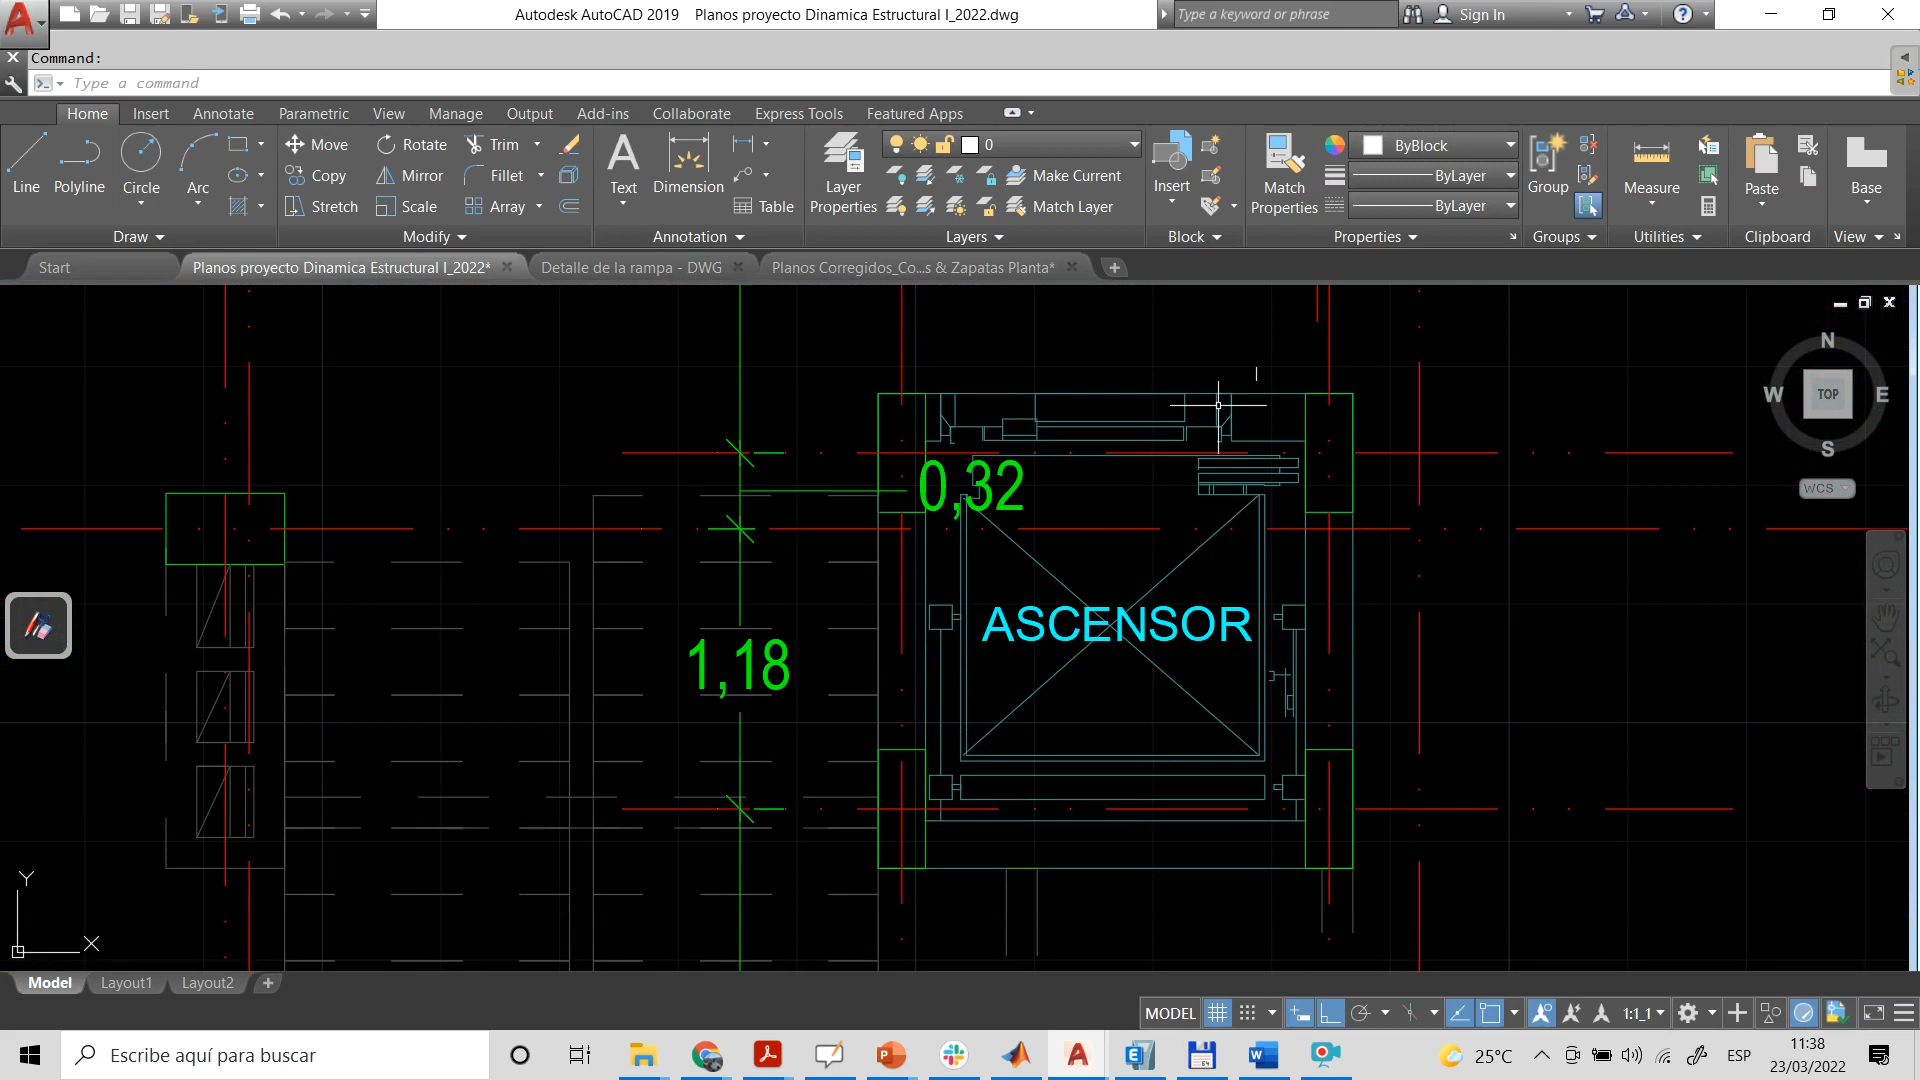 Autodesk AutoCAD 2019 Planos proyecto Dinamica Estructural I_2022.dwg
Type a keyword or phrase
Sign In
Command:
Type a command
Home Insert Annotate Parametric View Manage Output Add-ins Collaborate Express Tools Featured Apps
Line
Polyline
Circle
Arc
Draw
Move
Rotate
Trim
Copy
Mirror
Fillet
Stretch
Scale
Array
Modify
Text
Dimension
Table
Annotation
Layer
Properties
0
Make Current
Match Layer
Layers
Insert
Block
Match
Properties
ByBlock
ByLayer
ByLayer
Properties
Group
Groups
Measure
Utilities
Paste
Clipboard
Base
View
Start
Planos proyecto Dinamica Estructural I_2022*
Detalle de la rampa - DWG
Planos Corregidos_Co...s & Zapatas Planta*
N
W
TOP
E
S
WCS
0,32
1,18
ASCENSOR
Y
X
Model Layout1 Layout2
MODEL
1:1_1
Escribe aquí para buscar
25°C
ESP
11:38
23/03/2022